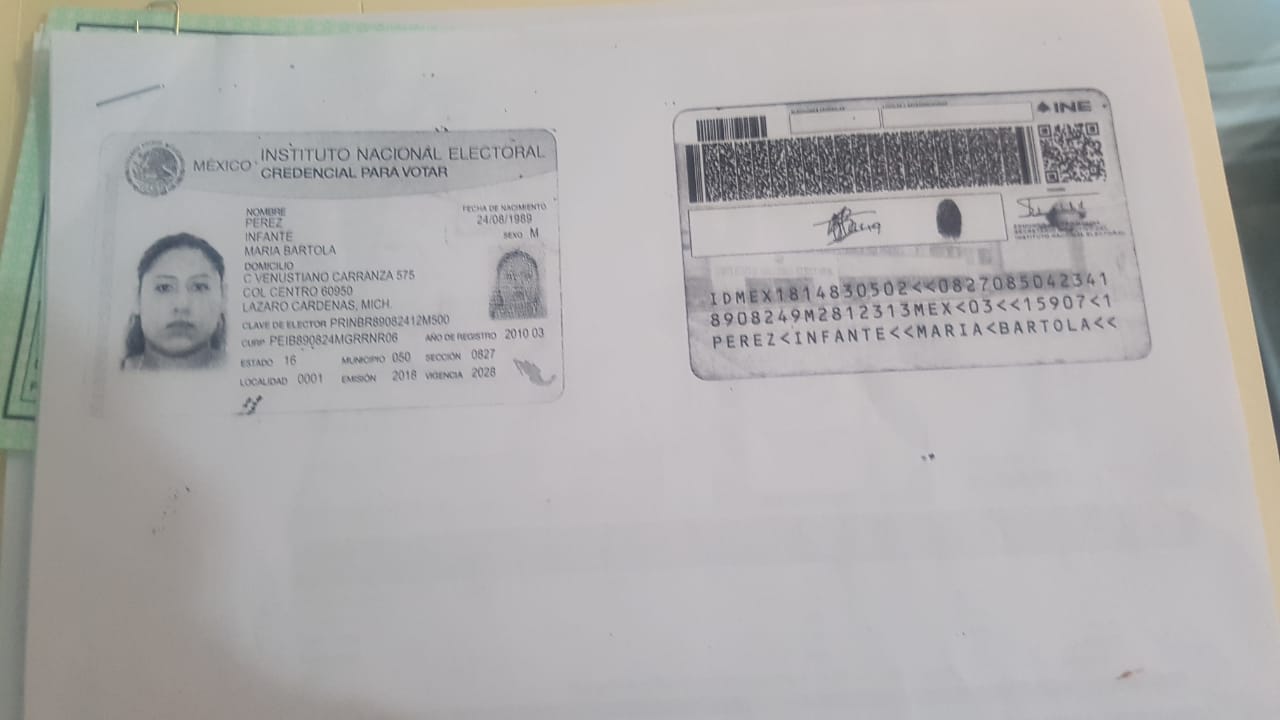 MÉXICO INSTITUTO NACIONAL ELECTORAL
CREDENCIAL PARA VOTAR
NOMBRE
PEREZ
INFANTE
MARIA BARTOLA
FECHA DE NACIMIENTO
24/08/1989
SEXO M
DOMICILIO
C VENUSTIANO CARRANZA 575
COL CENTRO 60950
LAZARO CARDENAS, MICH.
CLAVE DE ELECTOR PRINBR89082412M500
CURP PEIB890824MGRRNR06 AÑO DE REGISTRO 2010 03
ESTADO 16 MUNICIPIO 050 SECCIÓN 0827
LOCALIDAD 0001 EMISIÓN 2018 VIGENCIA 2028
INE
IDMEX1814830502<<0827085042341
8908249M2812313MEX<03<<15907<1
PEREZ<INFANTE<<MARIA<BARTOLA<<